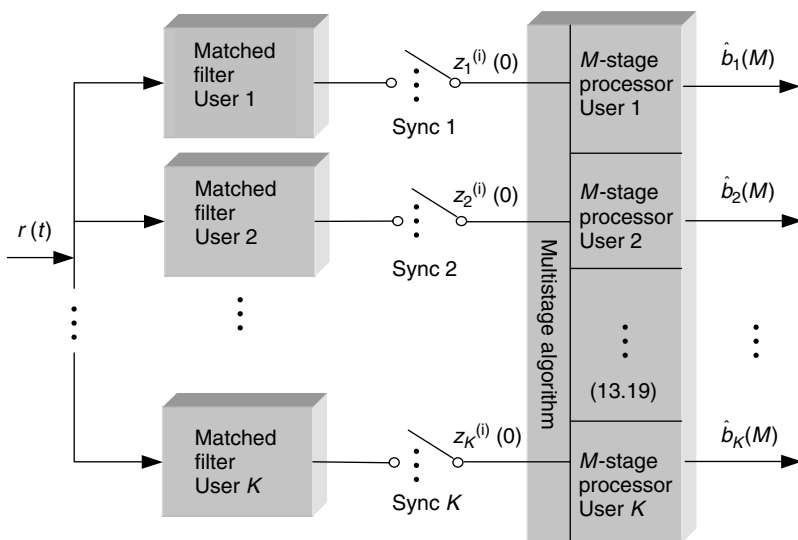 Matched
filter
User 1
z₁⁽ⁱ⁾ (0)
Sync 1
M-stage
processor
User 1
b̂₁(M)
r (t)
Matched
filter
User 2
z₂⁽ⁱ⁾ (0)
Sync 2
Multistage algorithm
M-stage
processor
User 2
b̂₂(M)
(13.19)
Matched
filter
User K
z_K⁽ⁱ⁾ (0)
Sync K
M-stage
processor
User K
b̂_K(M)